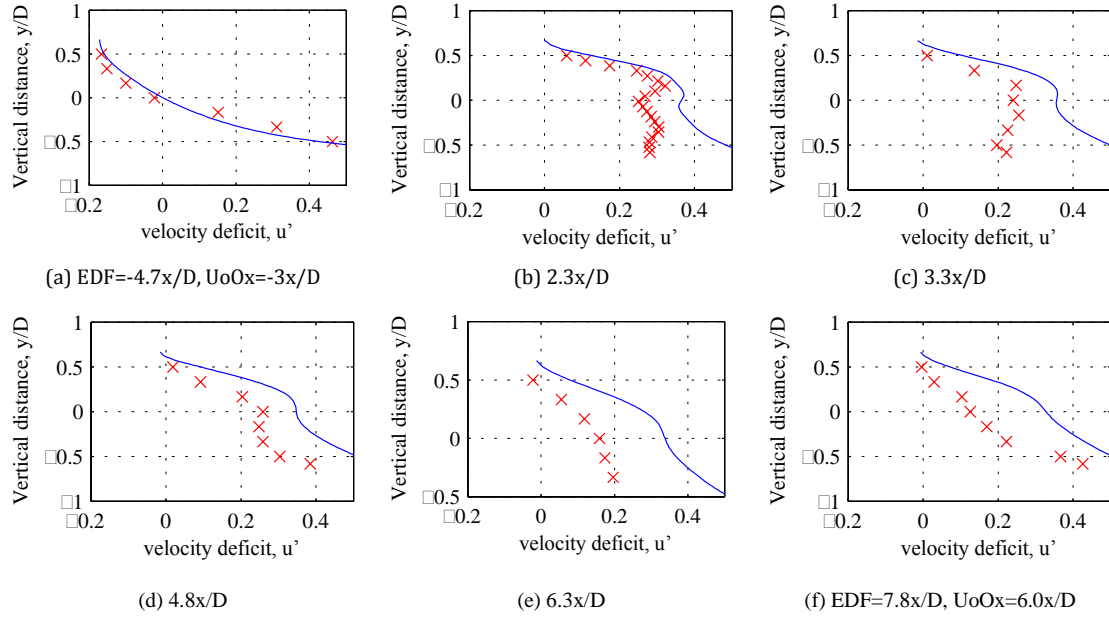 1
0.5
0
□0.5
□1
□0.2 0 0.2 0.4
Vertical distance, y/D
velocity deficit, u’
(a) EDF=-4.7x/D, UoOx=-3x/D
1
0.5
0
□0.5
□1
□0.2 0 0.2 0.4
Vertical distance, y/D
velocity deficit, u’
(b) 2.3x/D
1
0.5
0
□0.5
□1
□0.2 0 0.2 0.4
Vertical distance, y/D
velocity deficit, u’
(c) 3.3x/D
1
0.5
0
□0.5
□1
□0.2 0 0.2 0.4
Vertical distance, y/D
velocity deficit, u’
(d) 4.8x/D
1
0.5
0
□0.5
□0.2 0 0.2 0.4
Vertical distance, y/D
velocity deficit, u’
(e) 6.3x/D
1
0.5
0
□0.5
□1
□0.2 0 0.2 0.4
Vertical distance, y/D
velocity deficit, u’
(f) EDF=7.8x/D, UoOx=6.0x/D